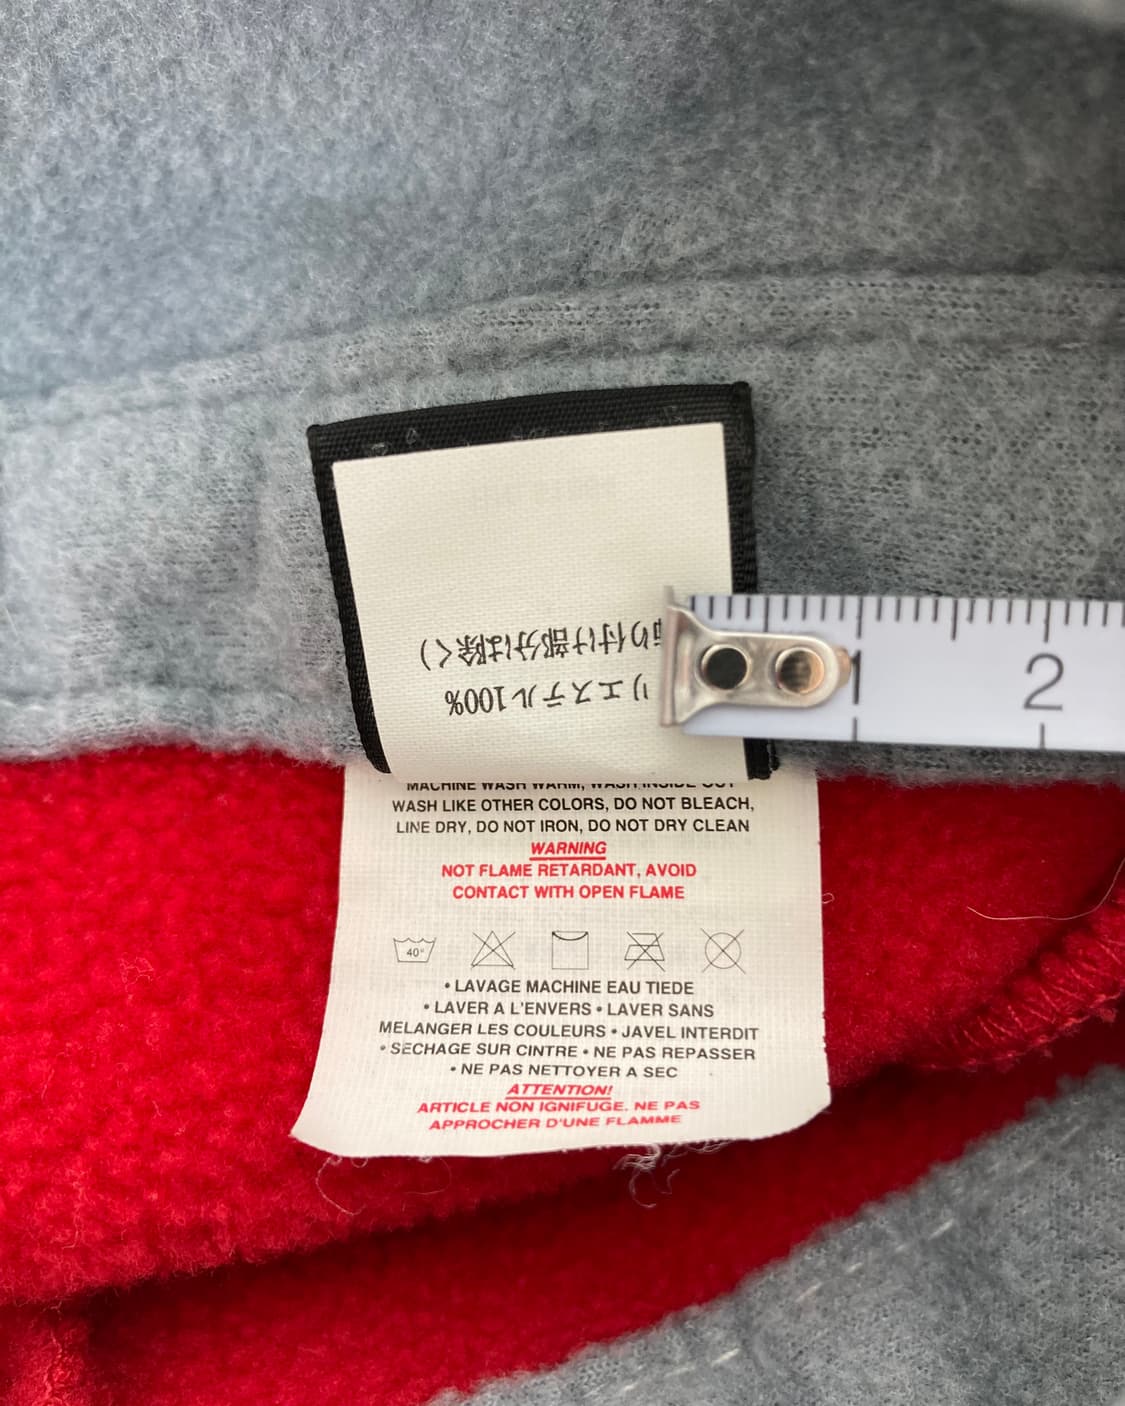 リエステル100%
り付け部分は除く)
1
2
MACHINE WASH WARM, WASH INSIDE OUT
WASH LIKE OTHER COLORS, DO NOT BLEACH,
LINE DRY, DO NOT IRON, DO NOT DRY CLEAN
WARNING
NOT FLAME RETARDANT, AVOID
CONTACT WITH OPEN FLAME
40°
• LAVAGE MACHINE EAU TIEDE
• LAVER A L'ENVERS • LAVER SANS
MELANGER LES COULEURS • JAVEL INTERDIT
• SECHAGE SUR CINTRE • NE PAS REPASSER
• NE PAS NETTOYER A SEC
ATTENTION!
ARTICLE NON IGNIFUGE. NE PAS
APPROCHER D'UNE FLAMME